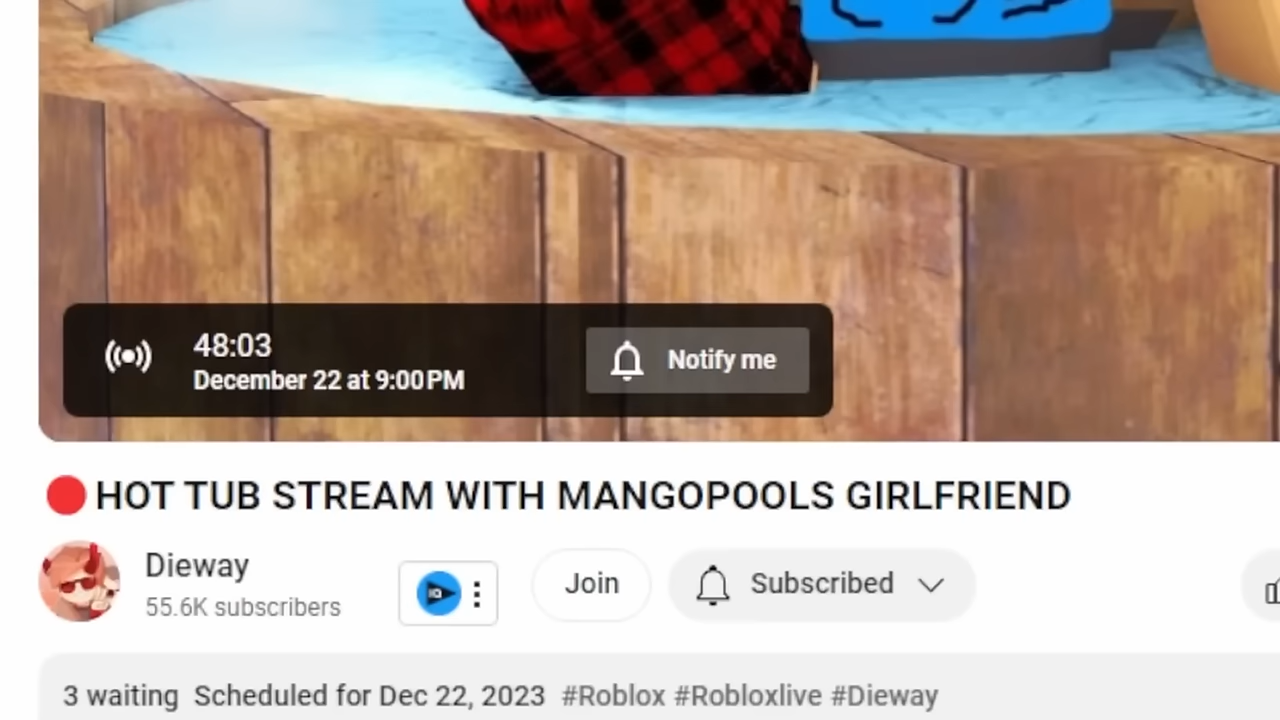 48:03
December 22 at 9:00 PM
Notify me
HOT TUB STREAM WITH MANGOPOOLS GIRLFRIEND
Dieway
55.6K subscribers
Join
Subscribed
3 waiting Scheduled for Dec 22, 2023 #Roblox #Robloxlive #Dieway